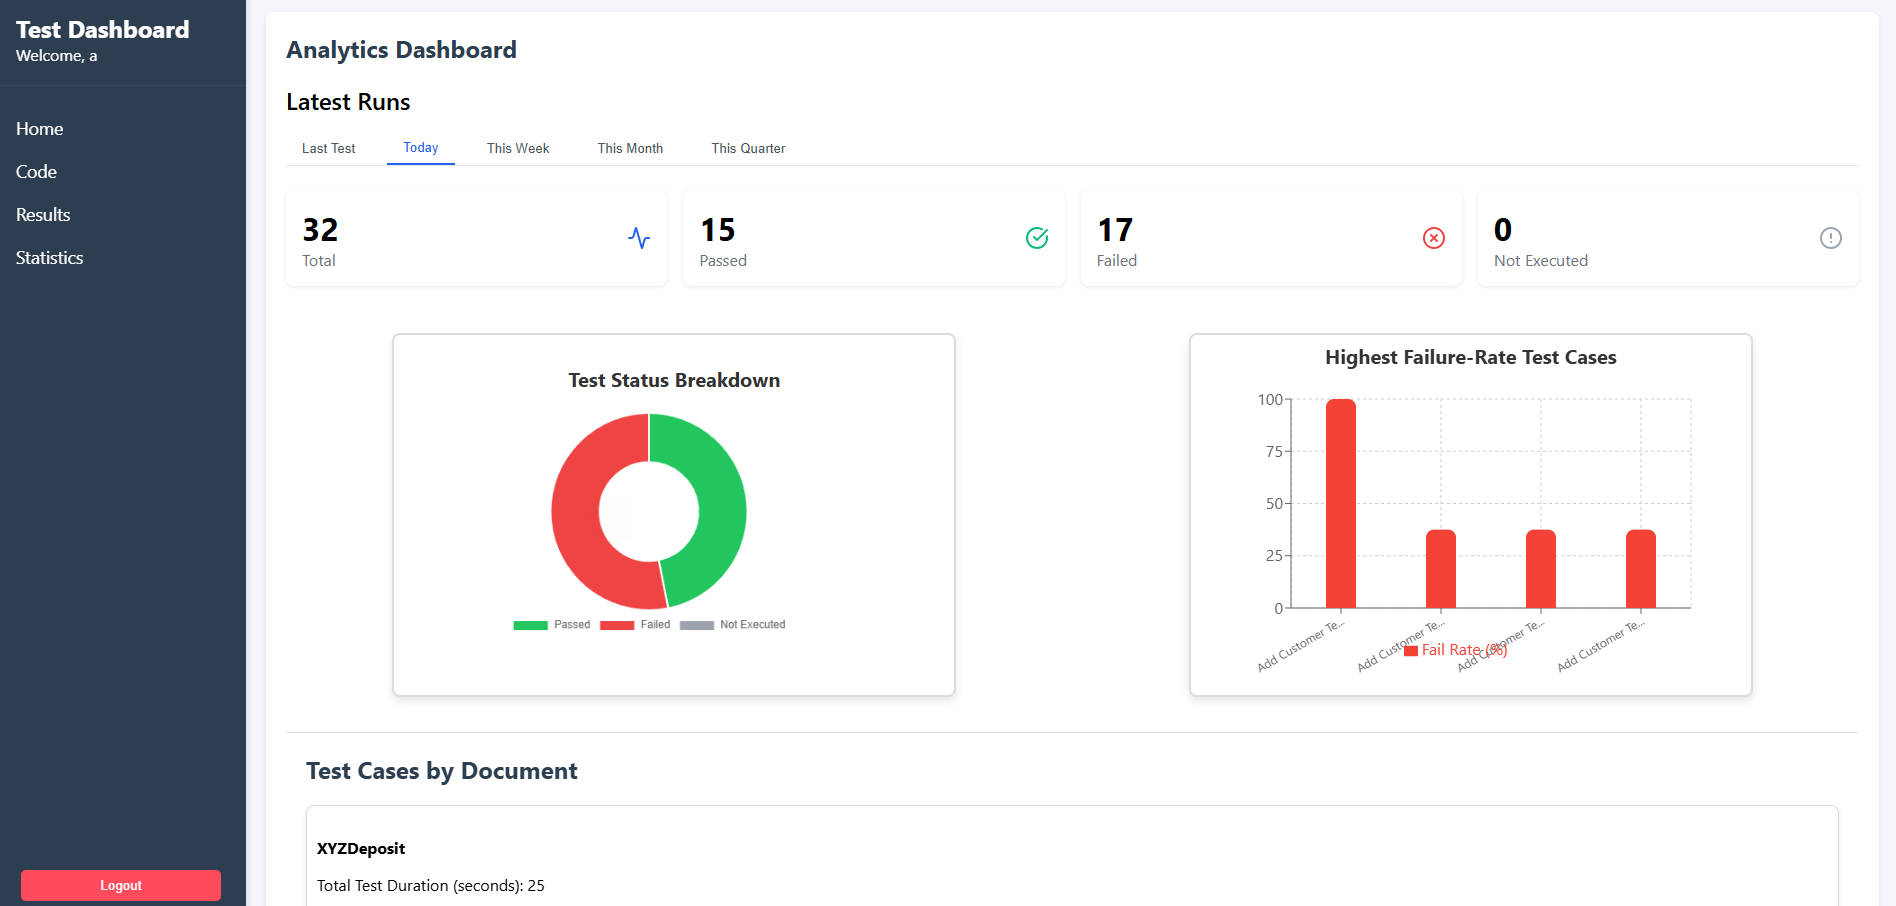 Test Dashboard
Welcome, a
Home
Code
Results
Statistics
Logout
Analytics Dashboard
Latest Runs
Last Test
Today
This Week
This Month
This Quarter
32
Total
15
Passed
17
Failed
0
Not Executed
Test Status Breakdown
Passed
Failed
Not Executed
Highest Failure-Rate Test Cases
100
75
50
25
0
Add Customer Te...
Add Customer Te...
Add Customer Te...
Add Customer Te...
Fail Rate (%)
Test Cases by Document
XYZDeposit
Total Test Duration (seconds): 25